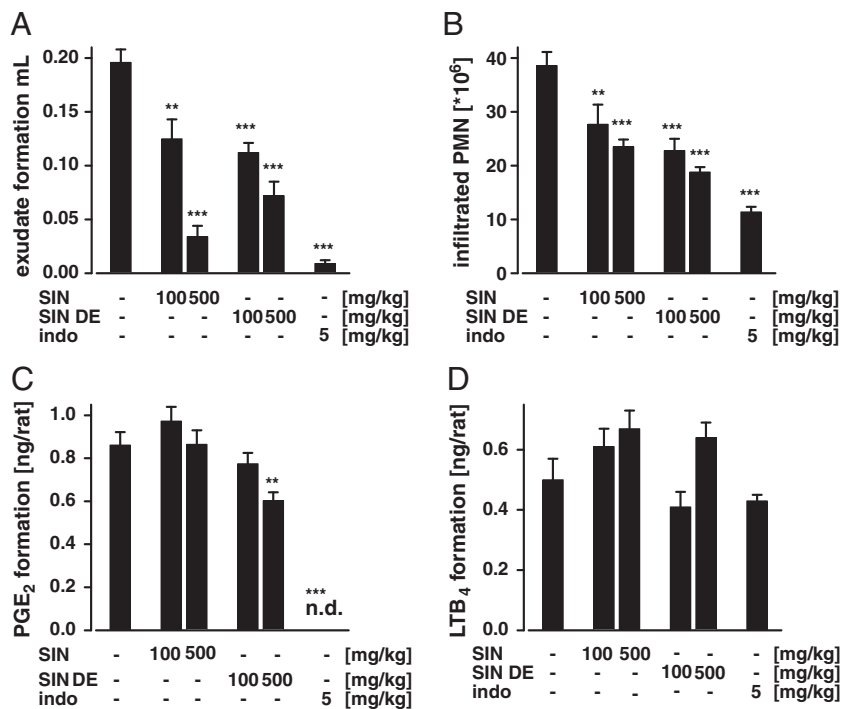 A
exudate formation mL
0.20
0.15
0.10
0.05
0.00
**
***
***
***
***
SIN - 100 500 - - - [mg/kg]
SIN DE - - - 100 500 - [mg/kg]
indo - - - - - 5 [mg/kg]
B
infiltrated PMN [*10⁶]
40
30
20
10
0
**
***
***
***
***
SIN - 100 500 - - - [mg/kg]
SIN DE - - - 100 500 - [mg/kg]
indo - - - - - 5 [mg/kg]
C
PGE₂ formation [ng/rat]
1.0
0.8
0.6
0.4
0.2
0.0
**
***
n.d.
SIN - 100 500 - - - [mg/kg]
SIN DE - - - 100 500 - [mg/kg]
indo - - - - - 5 [mg/kg]
D
LTB₄ formation [ng/rat]
0.6
0.4
0.2
0.0
SIN - 100 500 - - - [mg/kg]
SIN DE - - - 100 500 - [mg/kg]
indo - - - - - 5 [mg/kg]